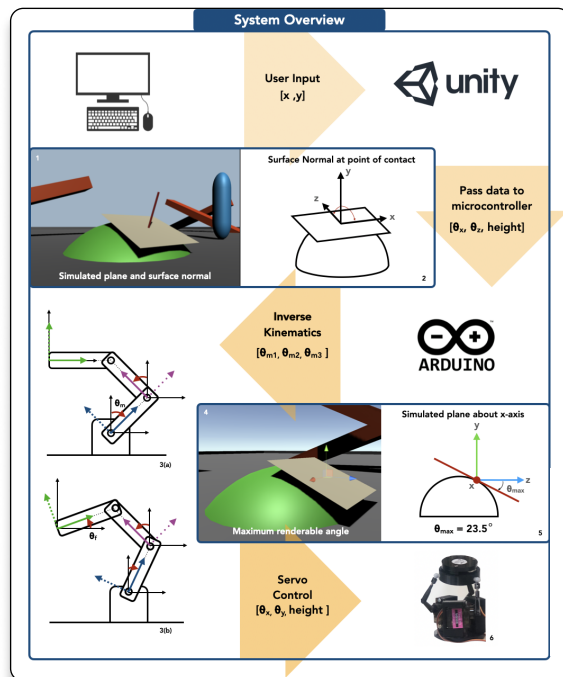 System Overview
User Input
[x ,y]
unity
1
Simulated plane and surface normal
Surface Normal at point of contact
y
z
x
2
Pass data to
microcontroller
[θx, θz, height]
Inverse
Kinematics
[θm1, θm2, θm3 ]
ARDUINO
™
θm
3(a)
4
Maximum renderable angle
Simulated plane about x-axis
y
x
z
θmax
θmax = 23.5°
5
θf
3(b)
Servo
Control
[θx, θy, height ]
6